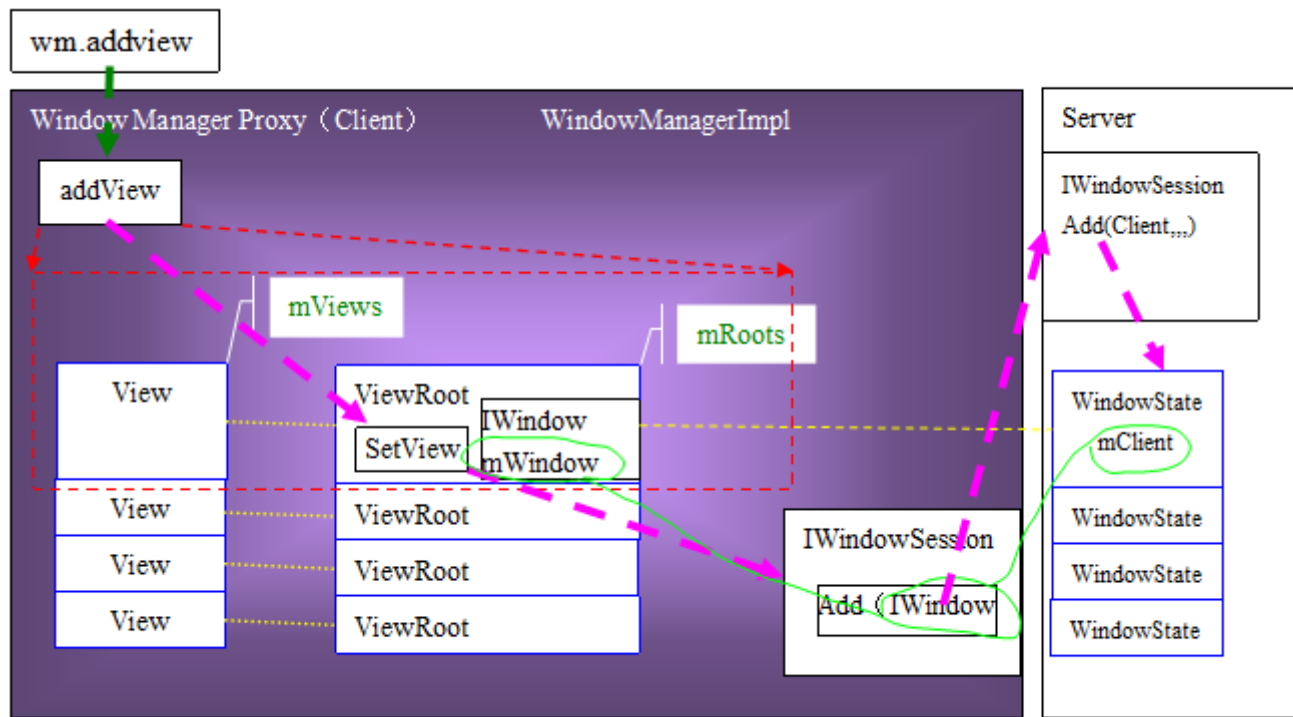 wm.addview
Window Manager Proxy（Client） WindowManagerImpl
Server
addView
IWindowSession
Add(Client,,,)
mViews
mRoots
View
ViewRoot
IWindow
SetView
mWindow
WindowState
mClient
View
ViewRoot
WindowState
View
ViewRoot
WindowState
View
ViewRoot
WindowState
IWindowSession
Add（IWindow